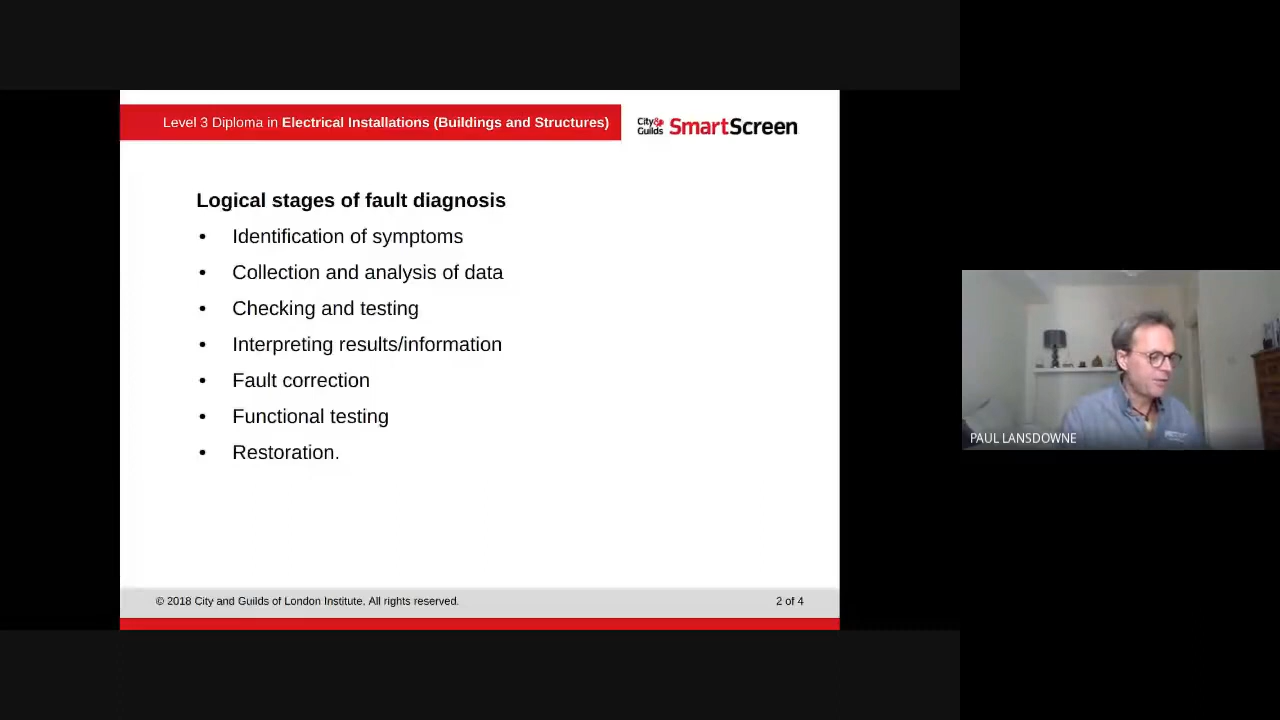 Level 3 Diploma in Electrical Installations (Buildings and Structures)
City& Guilds SmartScreen
Logical stages of fault diagnosis
• Identification of symptoms
• Collection and analysis of data
• Checking and testing
• Interpreting results/information
• Fault correction
• Functional testing
• Restoration.
PAUL LANSDOWNE
© 2018 City and Guilds of London Institute. All rights reserved.
2 of 4